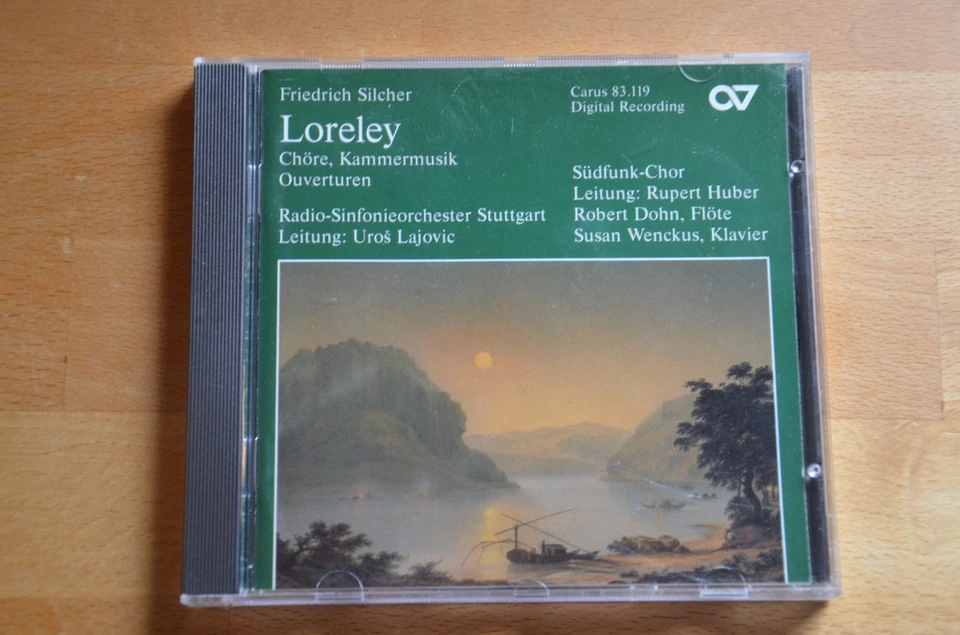 Friedrich Silcher
Loreley
Chöre, Kammermusik
Ouverturen
Radio-Sinfonieorchester Stuttgart
Leitung: Uroš Lajovic
Carus 83.119
Digital Recording
Südfunk-Chor
Leitung: Rupert Huber
Robert Dohn, Flöte
Susan Wenckus, Klavier